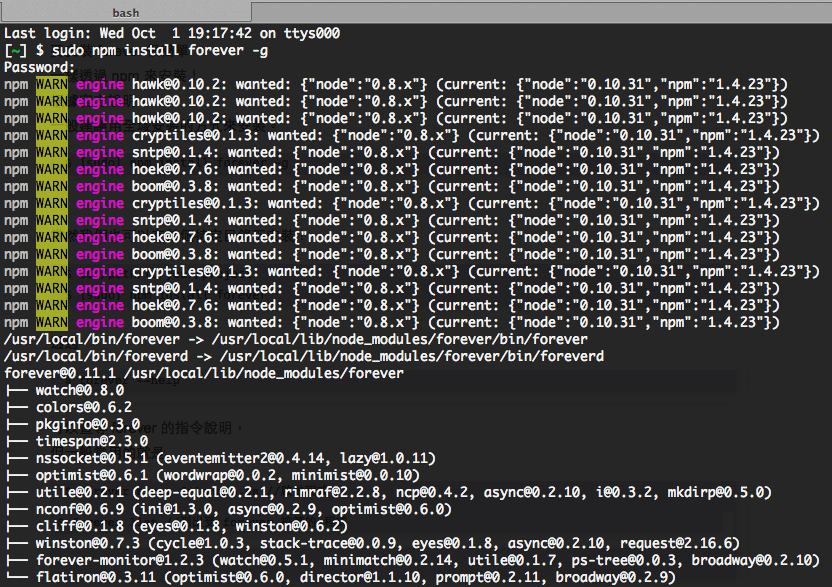 bash
Last login: Wed Oct  1 19:17:42 on ttys000
[~] $ sudo npm install forever -g
Password:
npm WARN engine hawk@0.10.2: wanted: {"node":"0.8.x"} (current: {"node":"0.10.31","npm":"1.4.23"})
npm WARN engine hawk@0.10.2: wanted: {"node":"0.8.x"} (current: {"node":"0.10.31","npm":"1.4.23"})
npm WARN engine hawk@0.10.2: wanted: {"node":"0.8.x"} (current: {"node":"0.10.31","npm":"1.4.23"})
npm WARN engine cryptiles@0.1.3: wanted: {"node":"0.8.x"} (current: {"node":"0.10.31","npm":"1.4.23"})
npm WARN engine sntp@0.1.4: wanted: {"node":"0.8.x"} (current: {"node":"0.10.31","npm":"1.4.23"})
npm WARN engine hoek@0.7.6: wanted: {"node":"0.8.x"} (current: {"node":"0.10.31","npm":"1.4.23"})
npm WARN engine boom@0.3.8: wanted: {"node":"0.8.x"} (current: {"node":"0.10.31","npm":"1.4.23"})
npm WARN engine cryptiles@0.1.3: wanted: {"node":"0.8.x"} (current: {"node":"0.10.31","npm":"1.4.23"})
npm WARN engine sntp@0.1.4: wanted: {"node":"0.8.x"} (current: {"node":"0.10.31","npm":"1.4.23"})
npm WARN engine hoek@0.7.6: wanted: {"node":"0.8.x"} (current: {"node":"0.10.31","npm":"1.4.23"})
npm WARN engine boom@0.3.8: wanted: {"node":"0.8.x"} (current: {"node":"0.10.31","npm":"1.4.23"})
npm WARN engine cryptiles@0.1.3: wanted: {"node":"0.8.x"} (current: {"node":"0.10.31","npm":"1.4.23"})
npm WARN engine sntp@0.1.4: wanted: {"node":"0.8.x"} (current: {"node":"0.10.31","npm":"1.4.23"})
npm WARN engine hoek@0.7.6: wanted: {"node":"0.8.x"} (current: {"node":"0.10.31","npm":"1.4.23"})
npm WARN engine boom@0.3.8: wanted: {"node":"0.8.x"} (current: {"node":"0.10.31","npm":"1.4.23"})
/usr/local/bin/forever -> /usr/local/lib/node_modules/forever/bin/forever
/usr/local/bin/foreverd -> /usr/local/lib/node_modules/forever/bin/foreverd
forever@0.11.1 /usr/local/lib/node_modules/forever
├── watch@0.8.0
├── colors@0.6.2
├── pkginfo@0.3.0
├── timespan@2.3.0
├── nssocket@0.5.1 (eventemitter2@0.4.14, lazy@1.0.11)
├── optimist@0.6.1 (wordwrap@0.0.2, minimist@0.0.10)
├── utile@0.2.1 (deep-equal@0.2.1, rimraf@2.2.8, ncp@0.4.2, async@0.2.10, i@0.3.2, mkdirp@0.5.0)
├── nconf@0.6.9 (ini@1.3.0, async@0.2.9, optimist@0.6.0)
├── cliff@0.1.8 (eyes@0.1.8, winston@0.6.2)
├── winston@0.7.3 (cycle@1.0.3, stack-trace@0.0.9, eyes@0.1.8, async@0.2.10, request@2.16.6)
├── forever-monitor@1.2.3 (watch@0.5.1, minimatch@0.2.14, utile@0.1.7, ps-tree@0.0.3, broadway@0.2.10)
└── flatiron@0.3.11 (optimist@0.6.0, director@1.1.10, prompt@0.2.11, broadway@0.2.9)